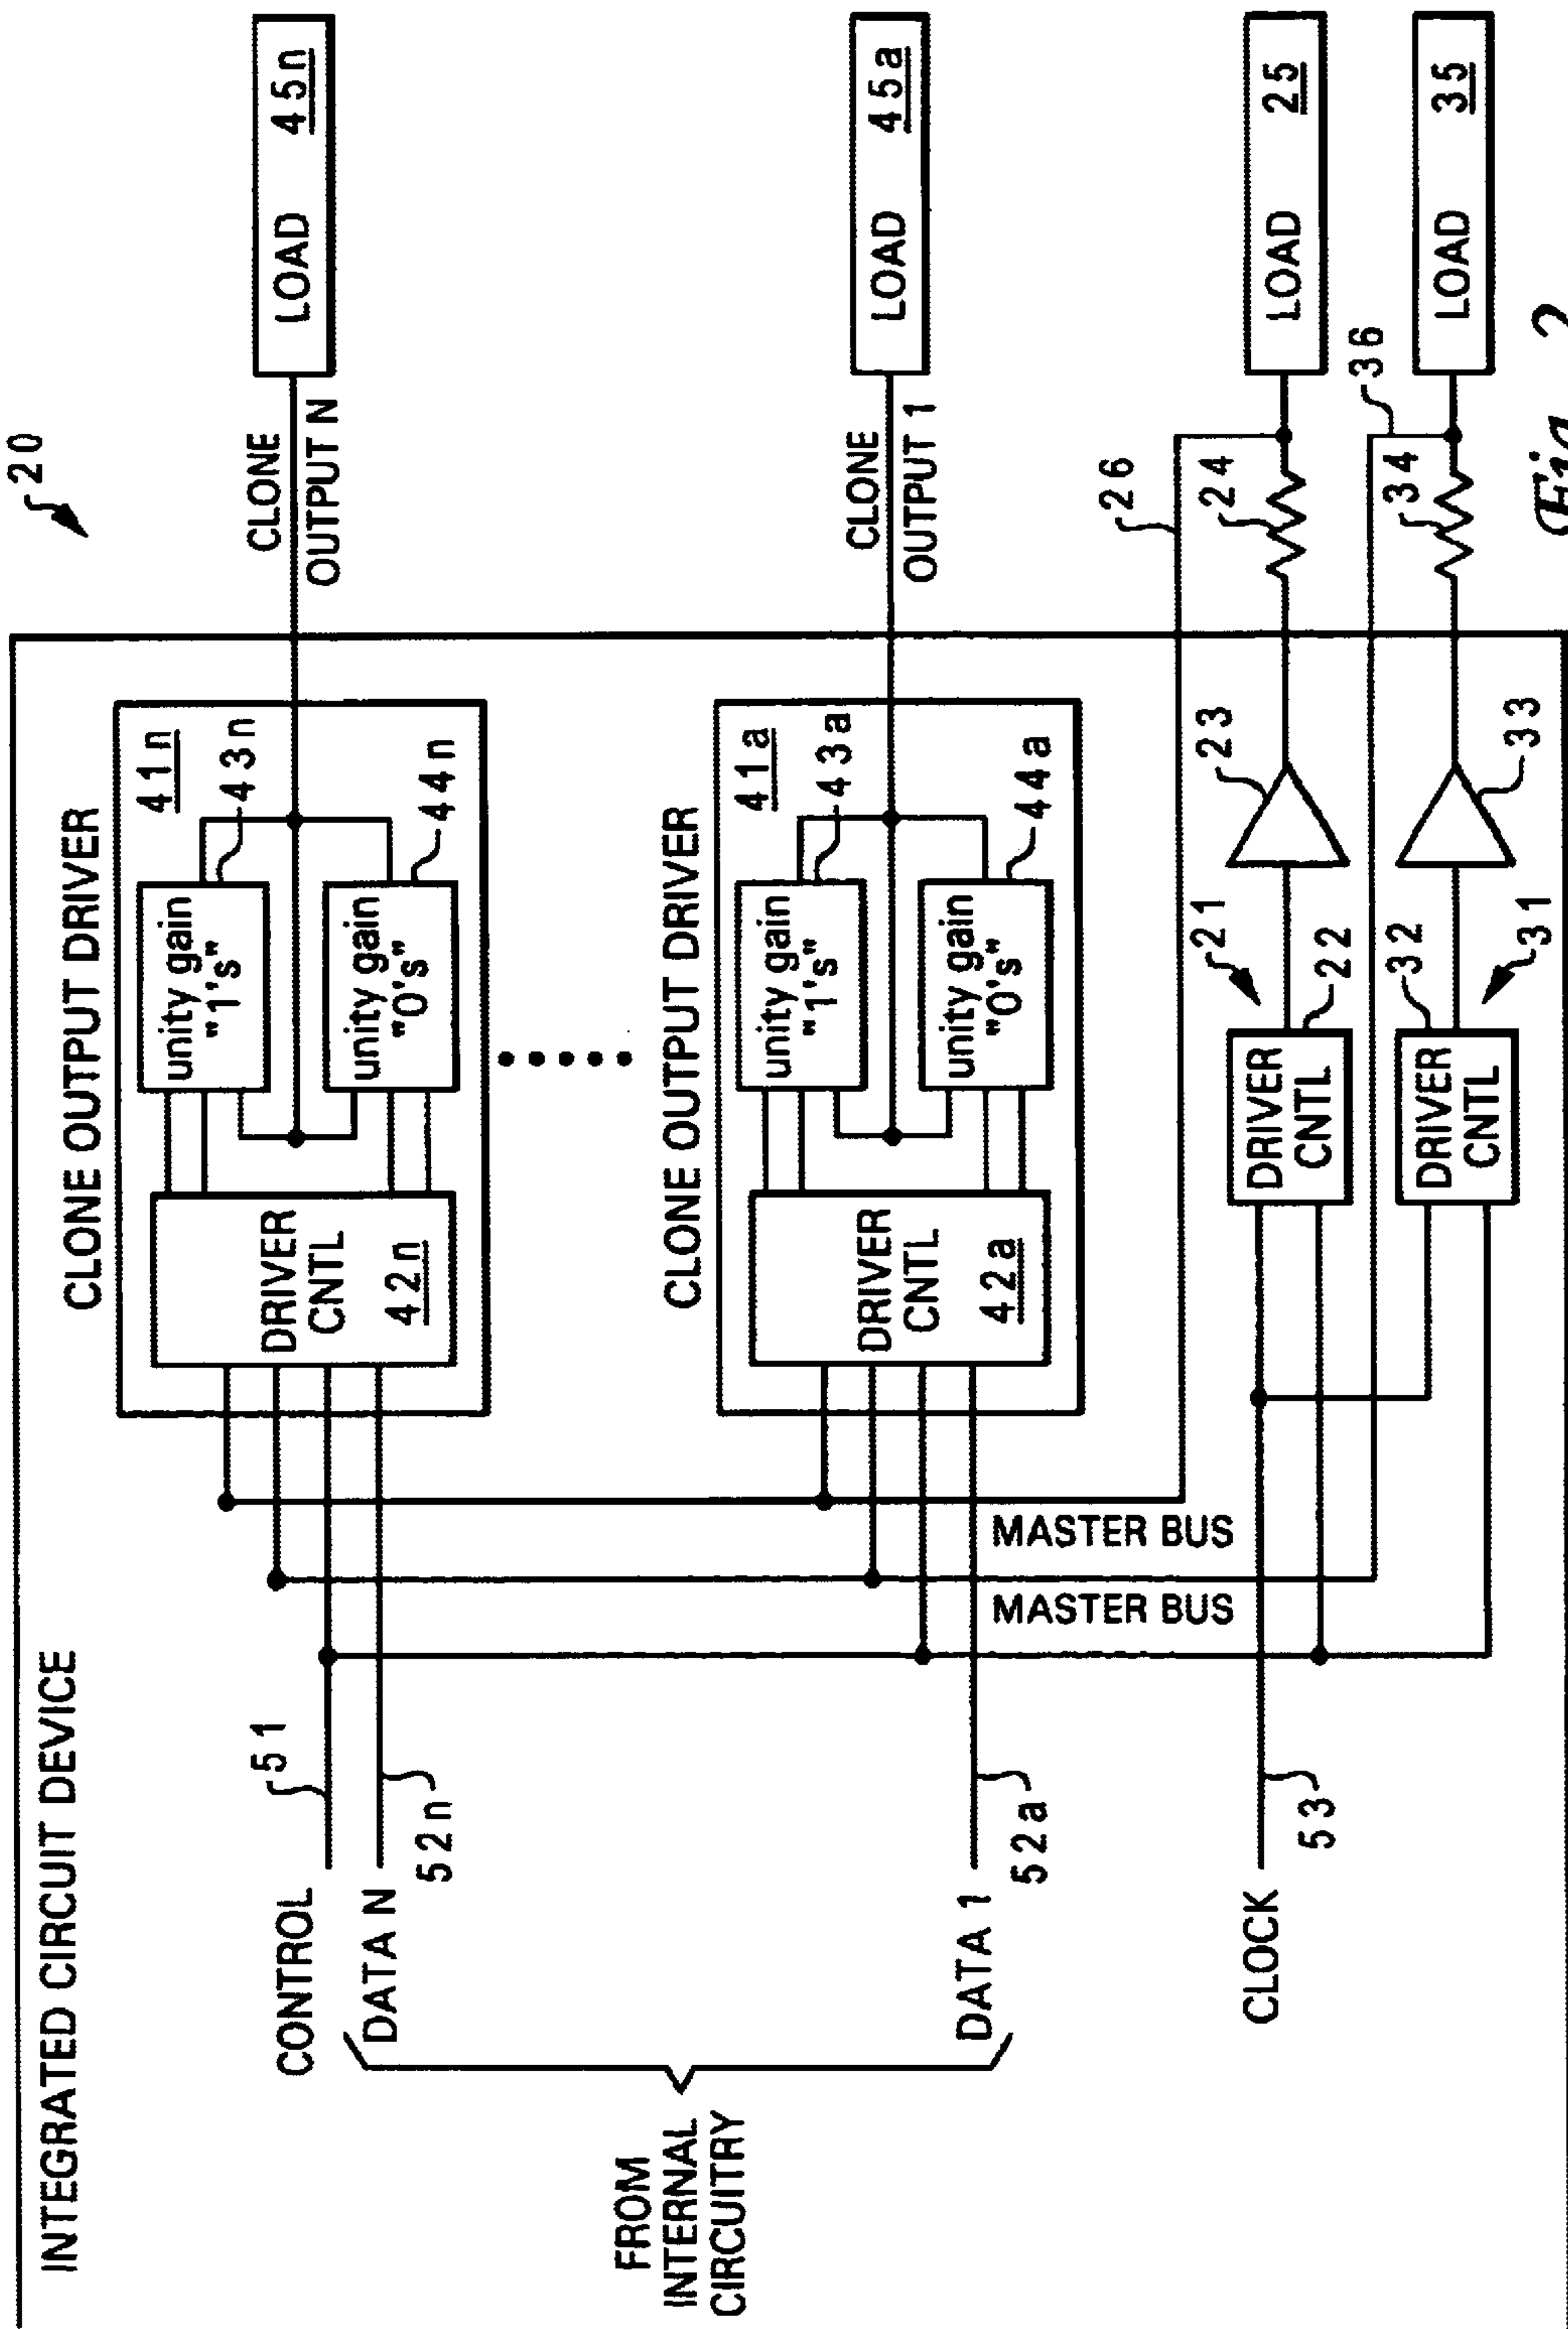 20
INTEGRATED CIRCUIT DEVICE
CLONE OUTPUT DRIVER
41n
unity gain
"1's"
43n
DRIVER
CNTL
42n
unity gain
"0's"
44n
CLONE
OUTPUT N
LOAD 45n
CONTROL
51
DATA N
52n
CLONE OUTPUT DRIVER
41a
unity gain
"1's"
43a
DRIVER
CNTL
42a
unity gain
"0's"
44a
CLONE
OUTPUT 1
LOAD 45a
FROM
INTERNAL
CIRCUITRY
DATA 1
52a
MASTER BUS
MASTER BUS
26
21
23
24
DRIVER
CNTL
22
LOAD 25
36
CLOCK
53
32
DRIVER
CNTL
31
33
34
LOAD 35
Fig. 2